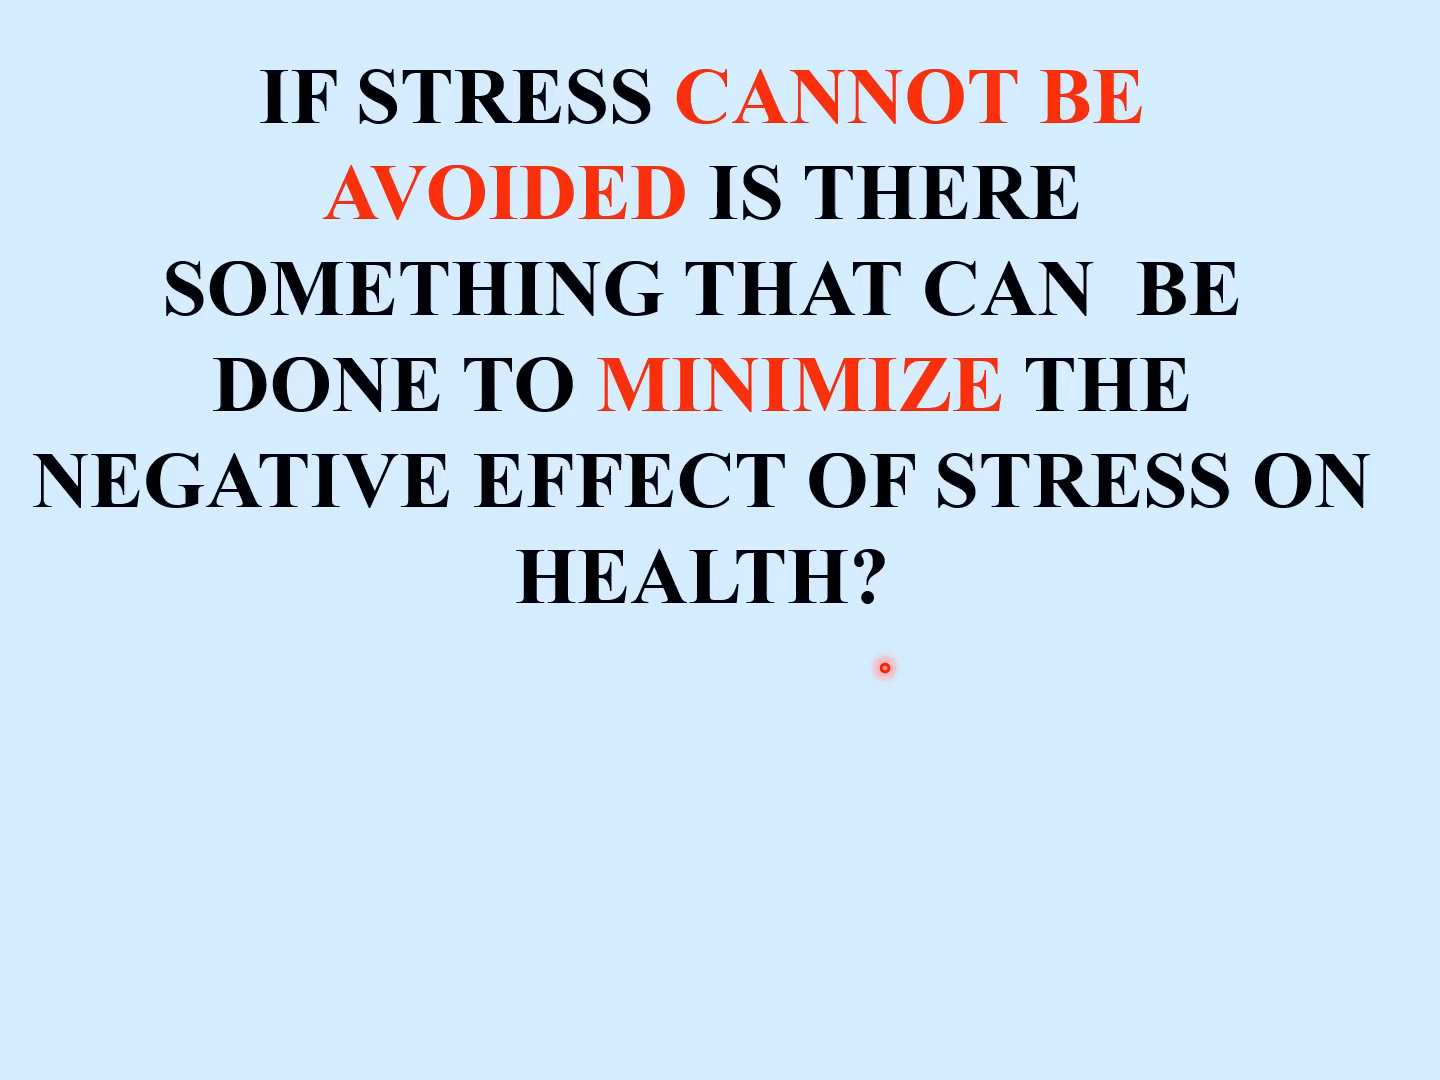 IF STRESS CANNOT BE
AVOIDED IS THERE
SOMETHING THAT CAN  BE
DONE TO MINIMIZE THE
NEGATIVE EFFECT OF STRESS ON
HEALTH?